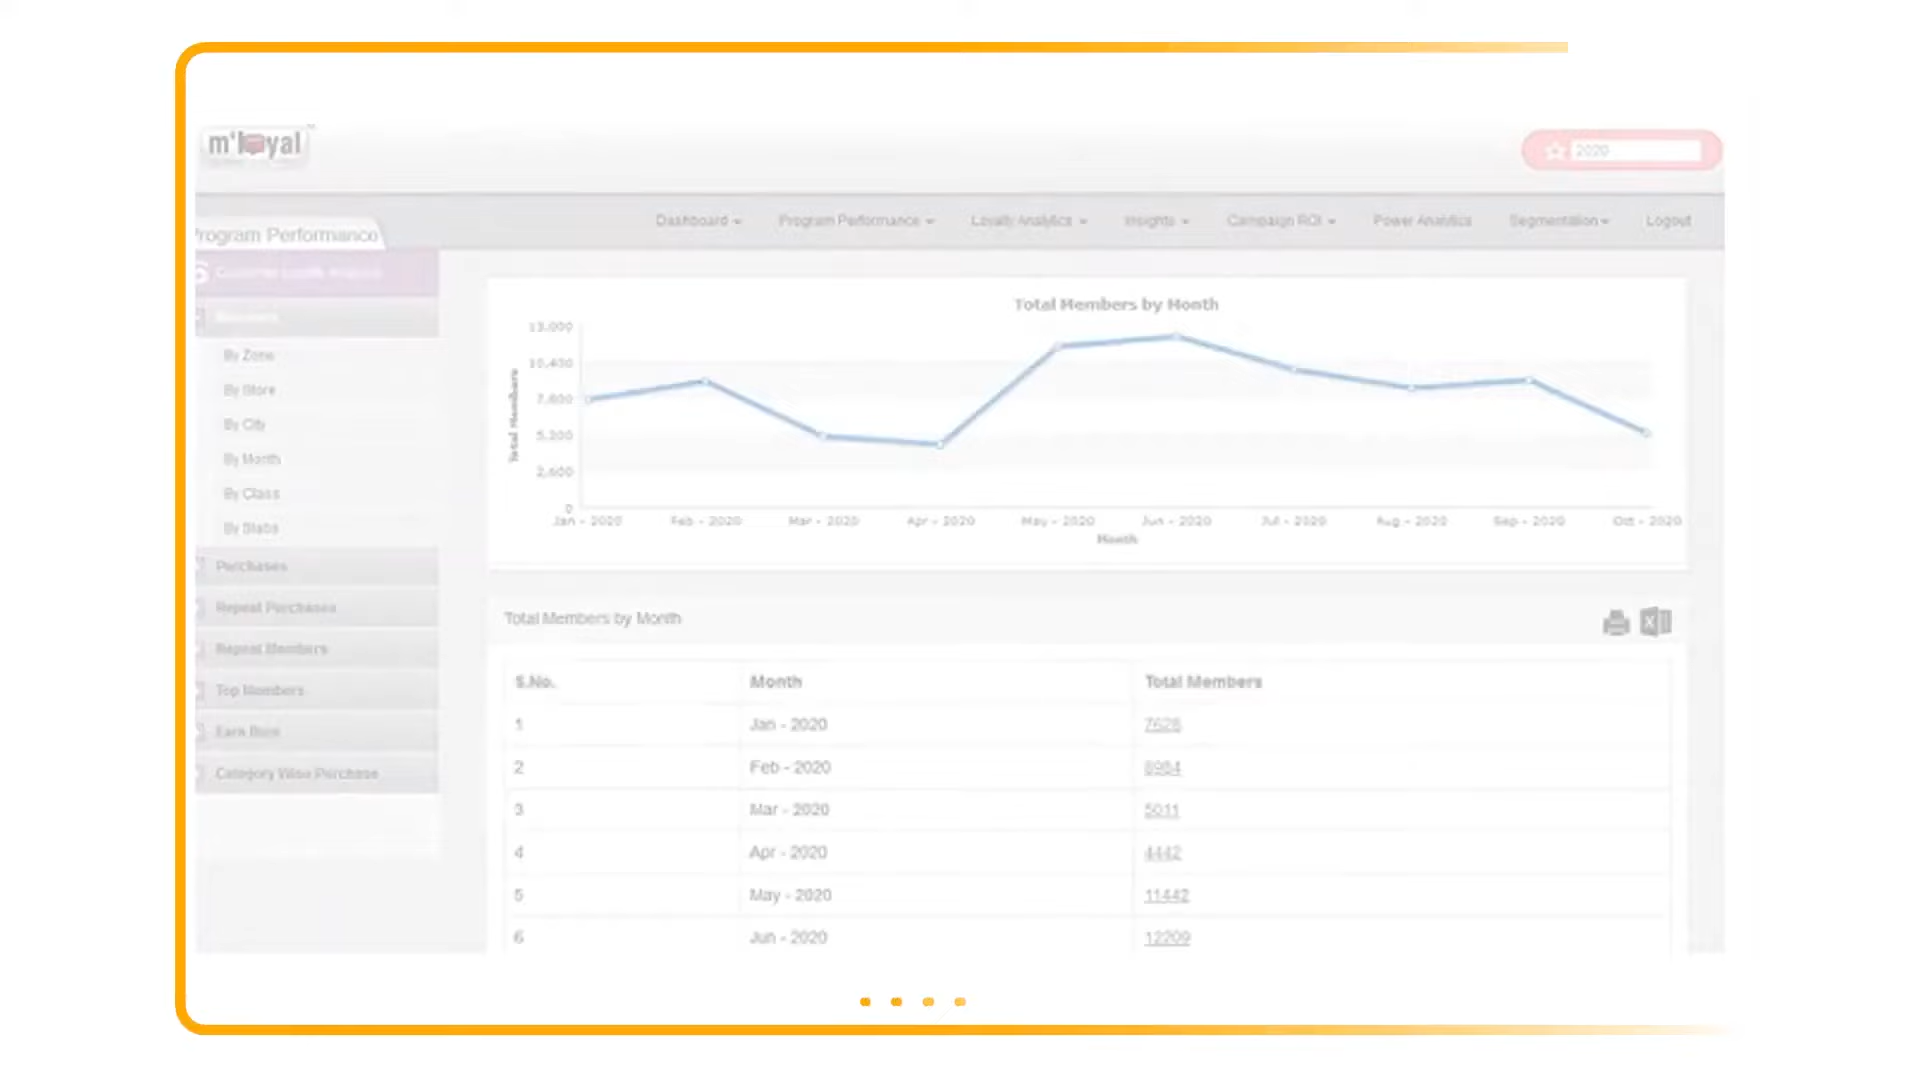 m'loyal
2020
Dashboard
Program Performance
Loyalty Analytics
Insights
Campaign ROI
Power Analytics
Segmentation
Logout
Program Performance
Customer Loyalty Analysis
Members
By Zone
By Store
By City
By Month
By Class
By Slabs
Purchases
Repeat Purchases
Repeat Members
Top Members
Earn Burn
Category Wise Purchase
Total Members by Month
Total Members
13,000
10,400
7,800
5,200
2,600
0
Jan - 2020 Feb - 2020 Mar - 2020 Apr - 2020 May - 2020 Jun - 2020 Jul - 2020 Aug - 2020 Sep - 2020 Oct - 2020
Month
Total Members by Month
S.No. Month Total Members
1 Jan - 2020 7628
2 Feb - 2020 8984
3 Mar - 2020 5011
4 Apr - 2020 4442
5 May - 2020 11442
6 Jun - 2020 12209